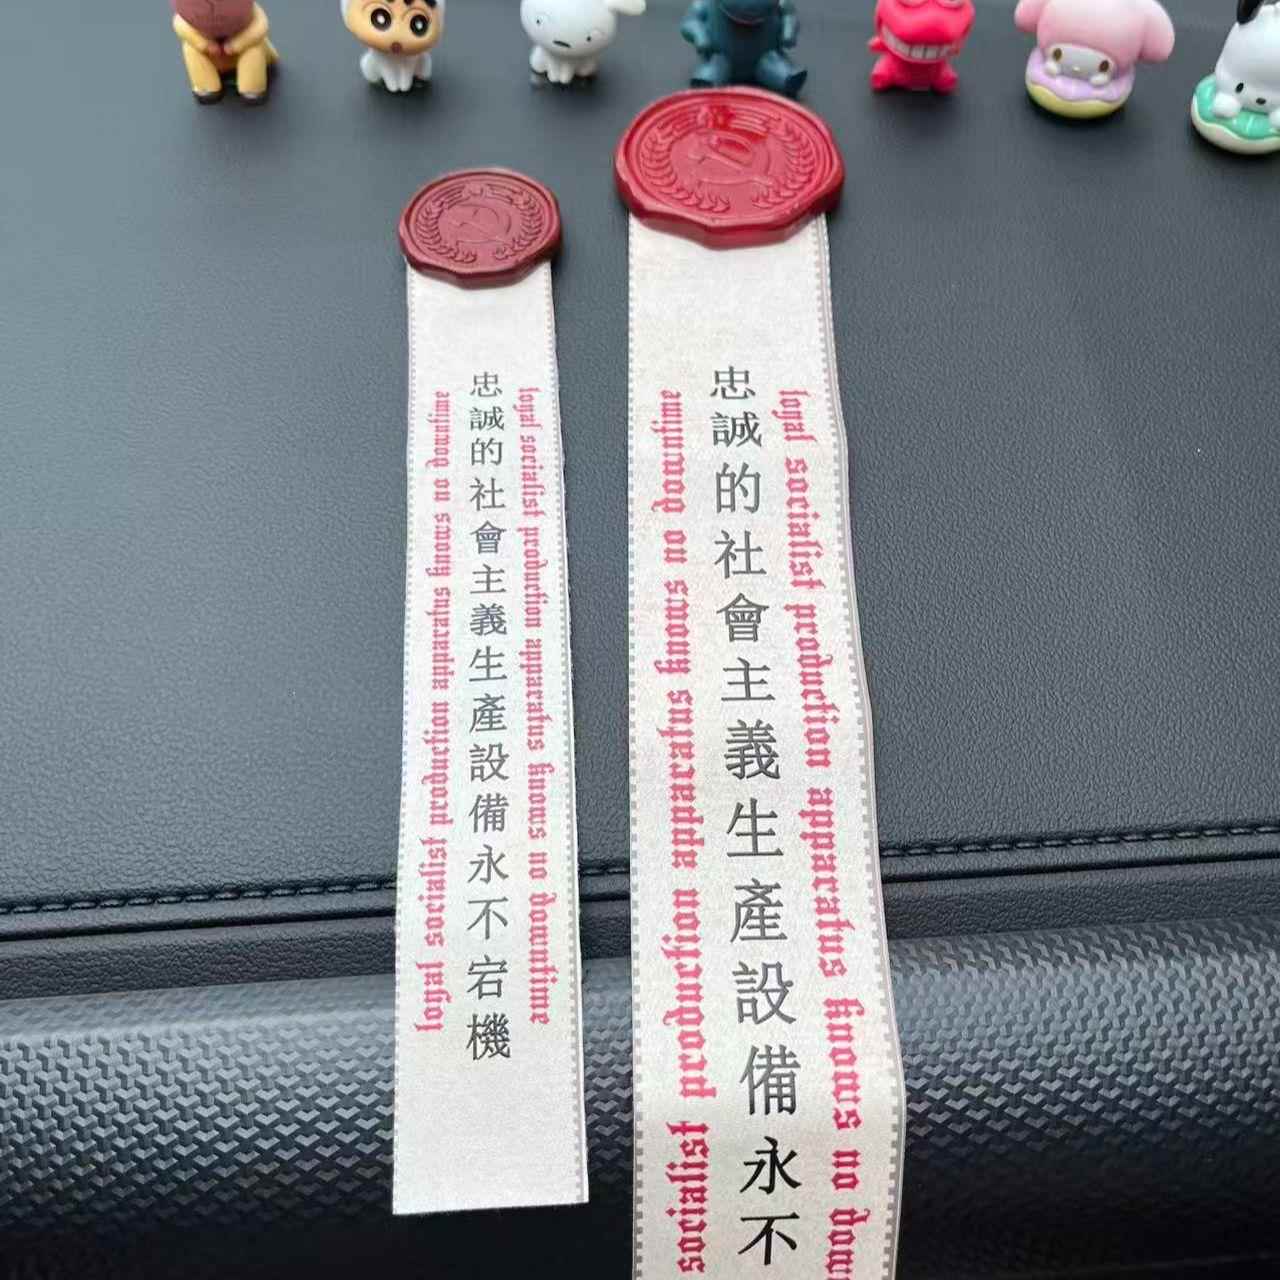 loyal socialist production apparatus knows no downtime
忠誠的社會主義生產設備永不宕機
loyal socialist production apparatus knows no downtime
socialist production apparatus knows no downtime
忠誠的社會主義生產設備永不
loyal socialist production apparatus knows no dow